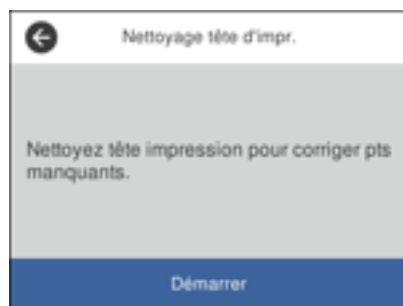 Nettoyage tête d'impr.
Nettoyez tête impression pour corriger pts
manquants.
Démarrer